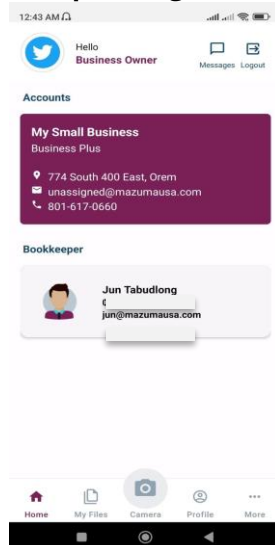 12:43 AM
Hello
Business Owner
Messages
Logout
Accounts
My Small Business
Business Plus
774 South 400 East, Orem
unassigned@mazumausa.com
801-617-0660
Bookkeeper
Jun Tabudlong
jun@mazumausa.com
Home
My Files
Camera
Profile
More